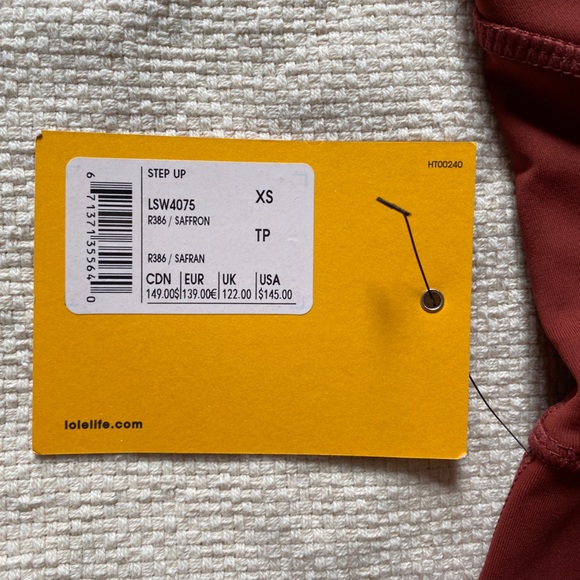 STEP UP
HT00240
LSW4075 XS
R386 / SAFFRON
TP
R386 / SAFRAN
CDN EUR UK USA
149.00$ 139.00€ 122.00 $145.00
6 71371 35564 0
lolelife.com